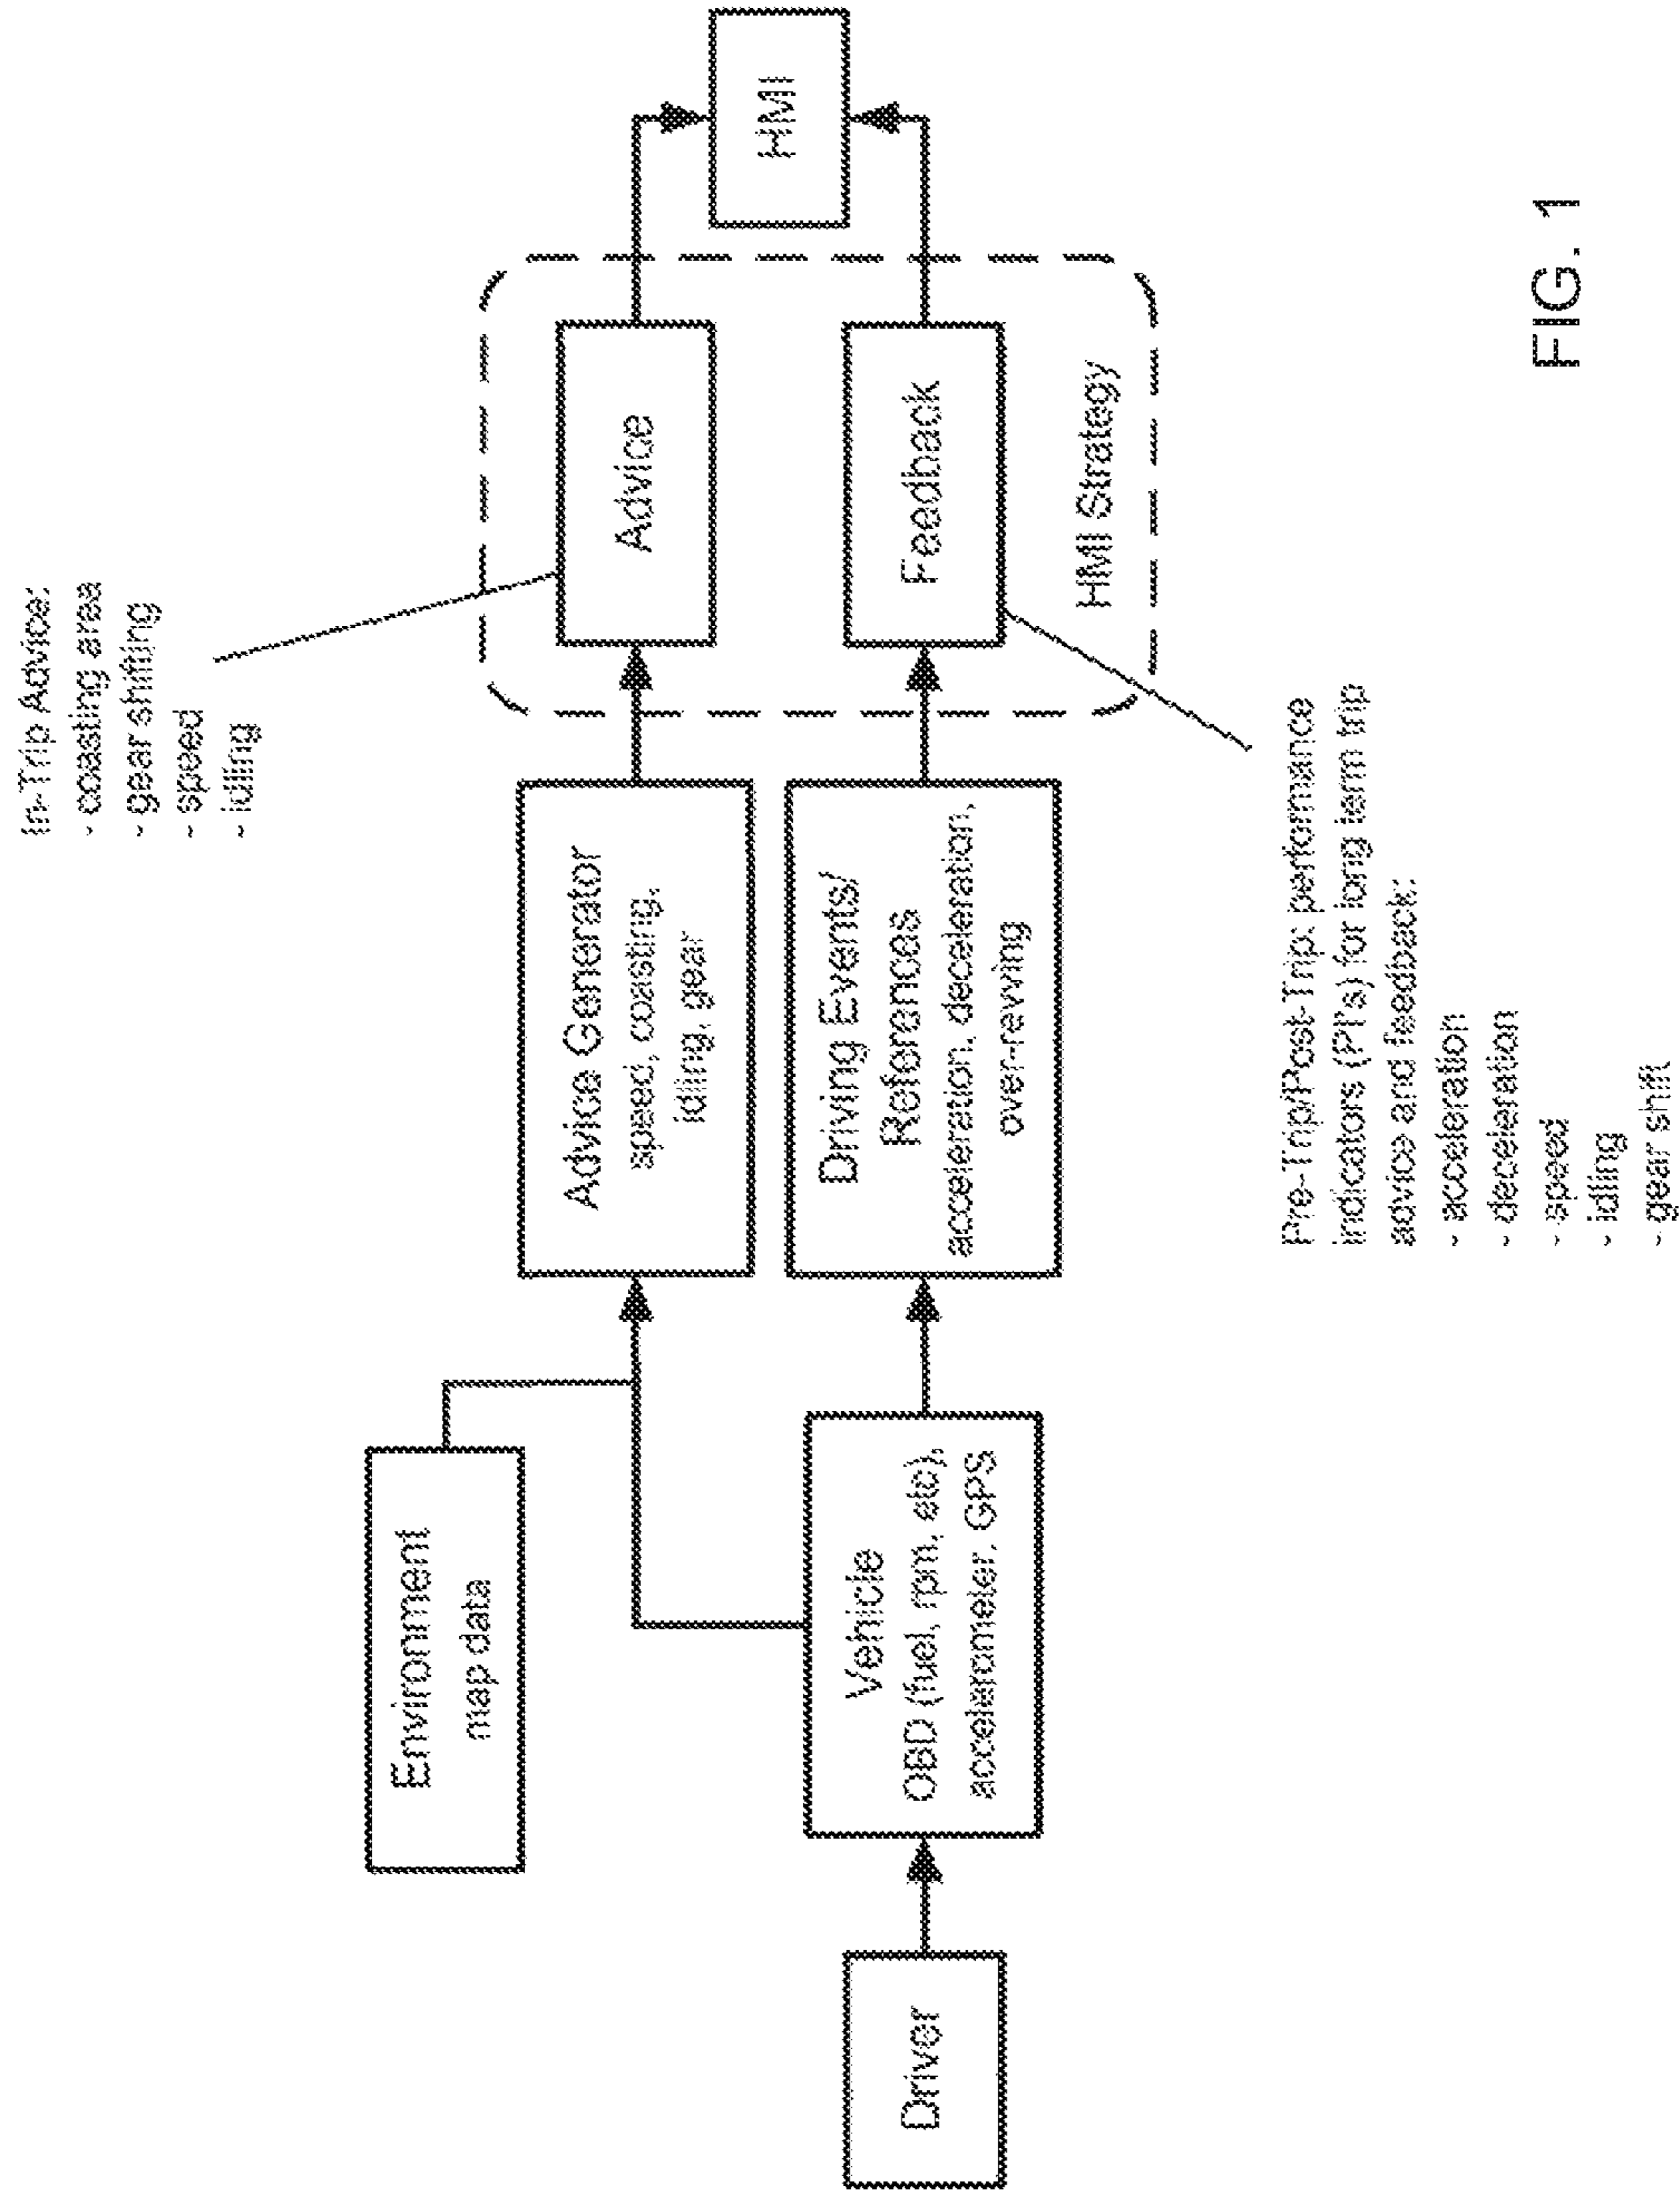 In-Trip Advice:
- coasting area
- gear shifting
- speed
- idling
Environment
map data
Advice Generator
speed, coasting,
idling, gear
Advice
HMI
Driver
Vehicle
OBD (fuel, rpm, etc),
accelerometer, GPS
Driving Events/
References
acceleration, deceleration,
over-revving
Feedback
HMI Strategy
Pre-Trip/Post-Trip: performance
indicators (PI's) for long term trip
advice and feedback:
- acceleration
- deceleration
- speed
- idling
- gear shift
FIG. 1